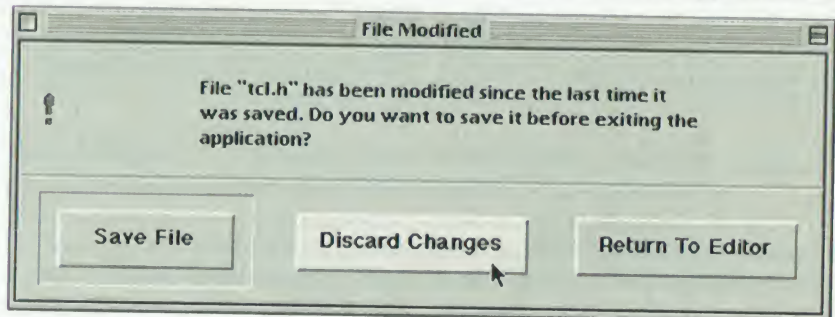 File Modified
File "tcl.h" has been modified since the last time it
was saved. Do you want to save it before exiting the
application?
Save File
Discard Changes
Return To Editor